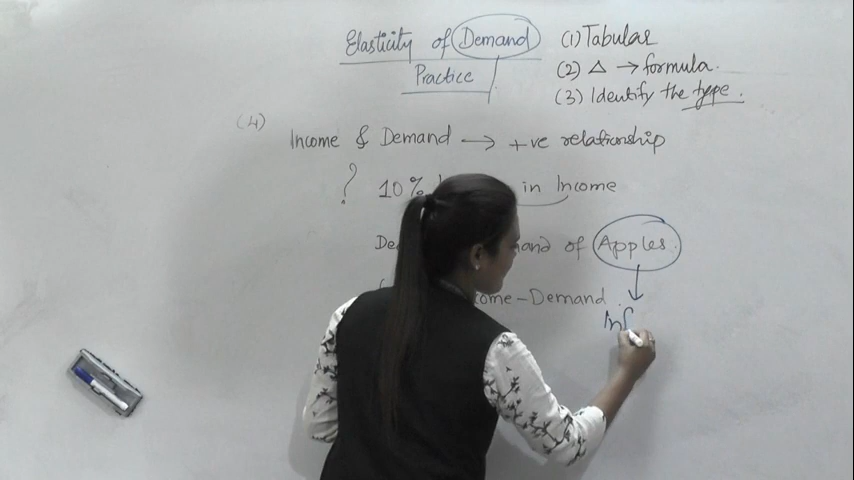 Elasticity of Demand
Practice
(1) Tabular
(2) △ → formula.
(3) Identify the type.
(4)
Income & Demand → +ve relationship
? 10% in Income
of Apples.
-Demand
Inf